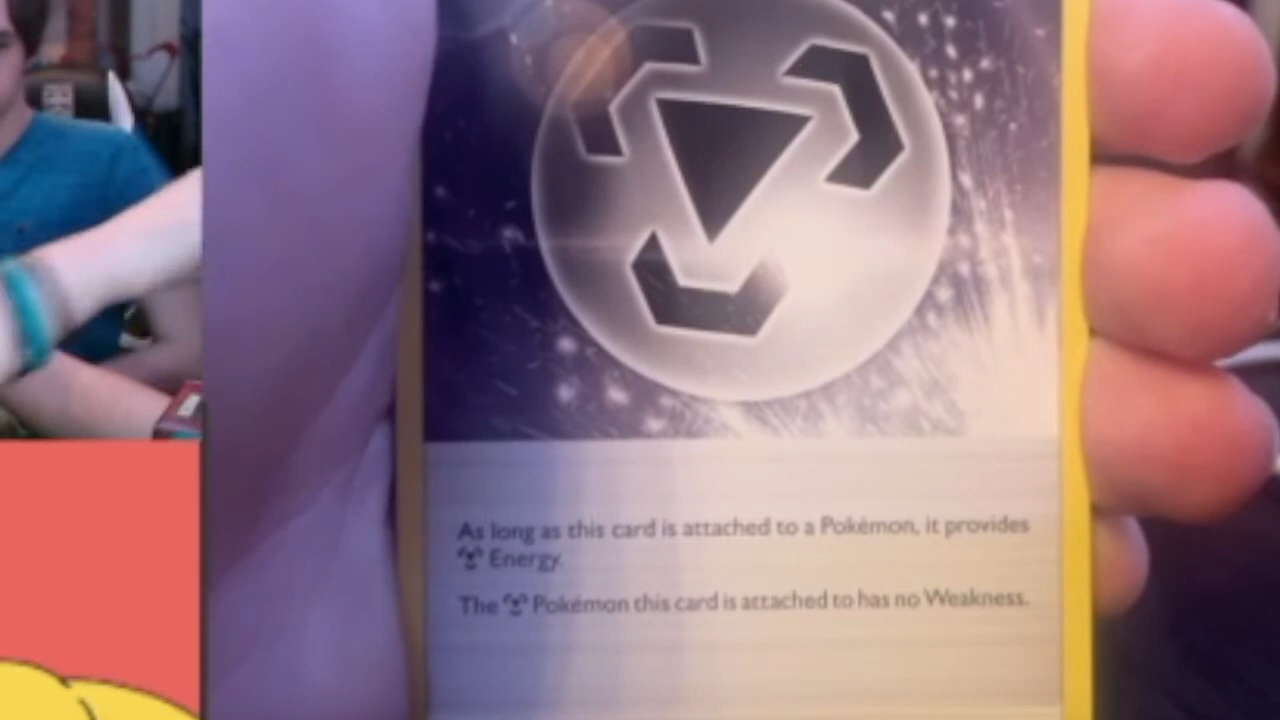 As long as this card is attached to a Pokémon, it provides
Energy.
The Pokémon this card is attached to has no Weakness.